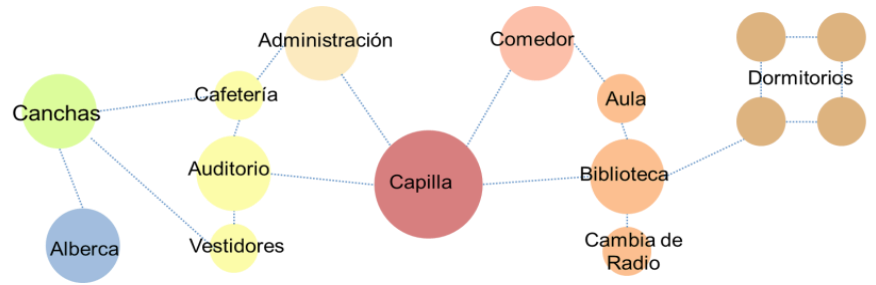 Administración
Comedor
Dormitorios
Cafetería
Aula
Canchas
Auditorio
Capilla
Biblioteca
Alberca
Vestidores
Cambia de
Radio